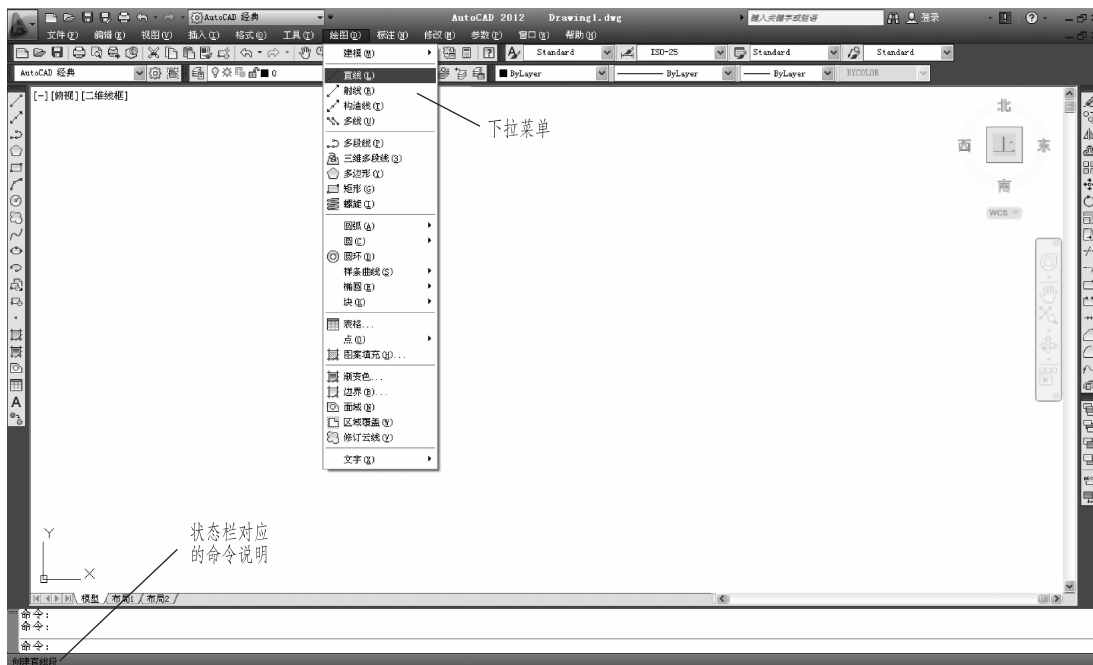 AutoCAD 经典
AutoCAD 2012 Drawing1.dwg
键入关键字或短语
登录
文件(F) 编辑(E) 视图(V) 插入(I) 格式(O) 工具(T) 绘图(D) 标注(N) 修改(M) 参数(P) 窗口(W) 帮助(H)
Standard ISO-25 Standard Standard
AutoCAD 经典 0 ByLayer ByLayer ByLayer BYCOLOR
[-][俯视][二维线框]
建模(M)
直线(L)
射线(R)
构造线(T)
多线(U)
多段线(P)
三维多段线(3)
多边形(Y)
矩形(G)
螺旋(I)
圆弧(A)
圆(C)
圆环(D)
样条曲线(S)
椭圆(E)
块(K)
表格...
点(O)
图案填充(H)...
渐变色...
边界(B)...
面域(N)
区域覆盖(W)
修订云线(V)
文字(X)
下拉菜单
北
西 上 东
南
WCS
状态栏对应
的命令说明
Y
X
模型 布局1 布局2
命令:
命令:
命令:
创建直线段
A